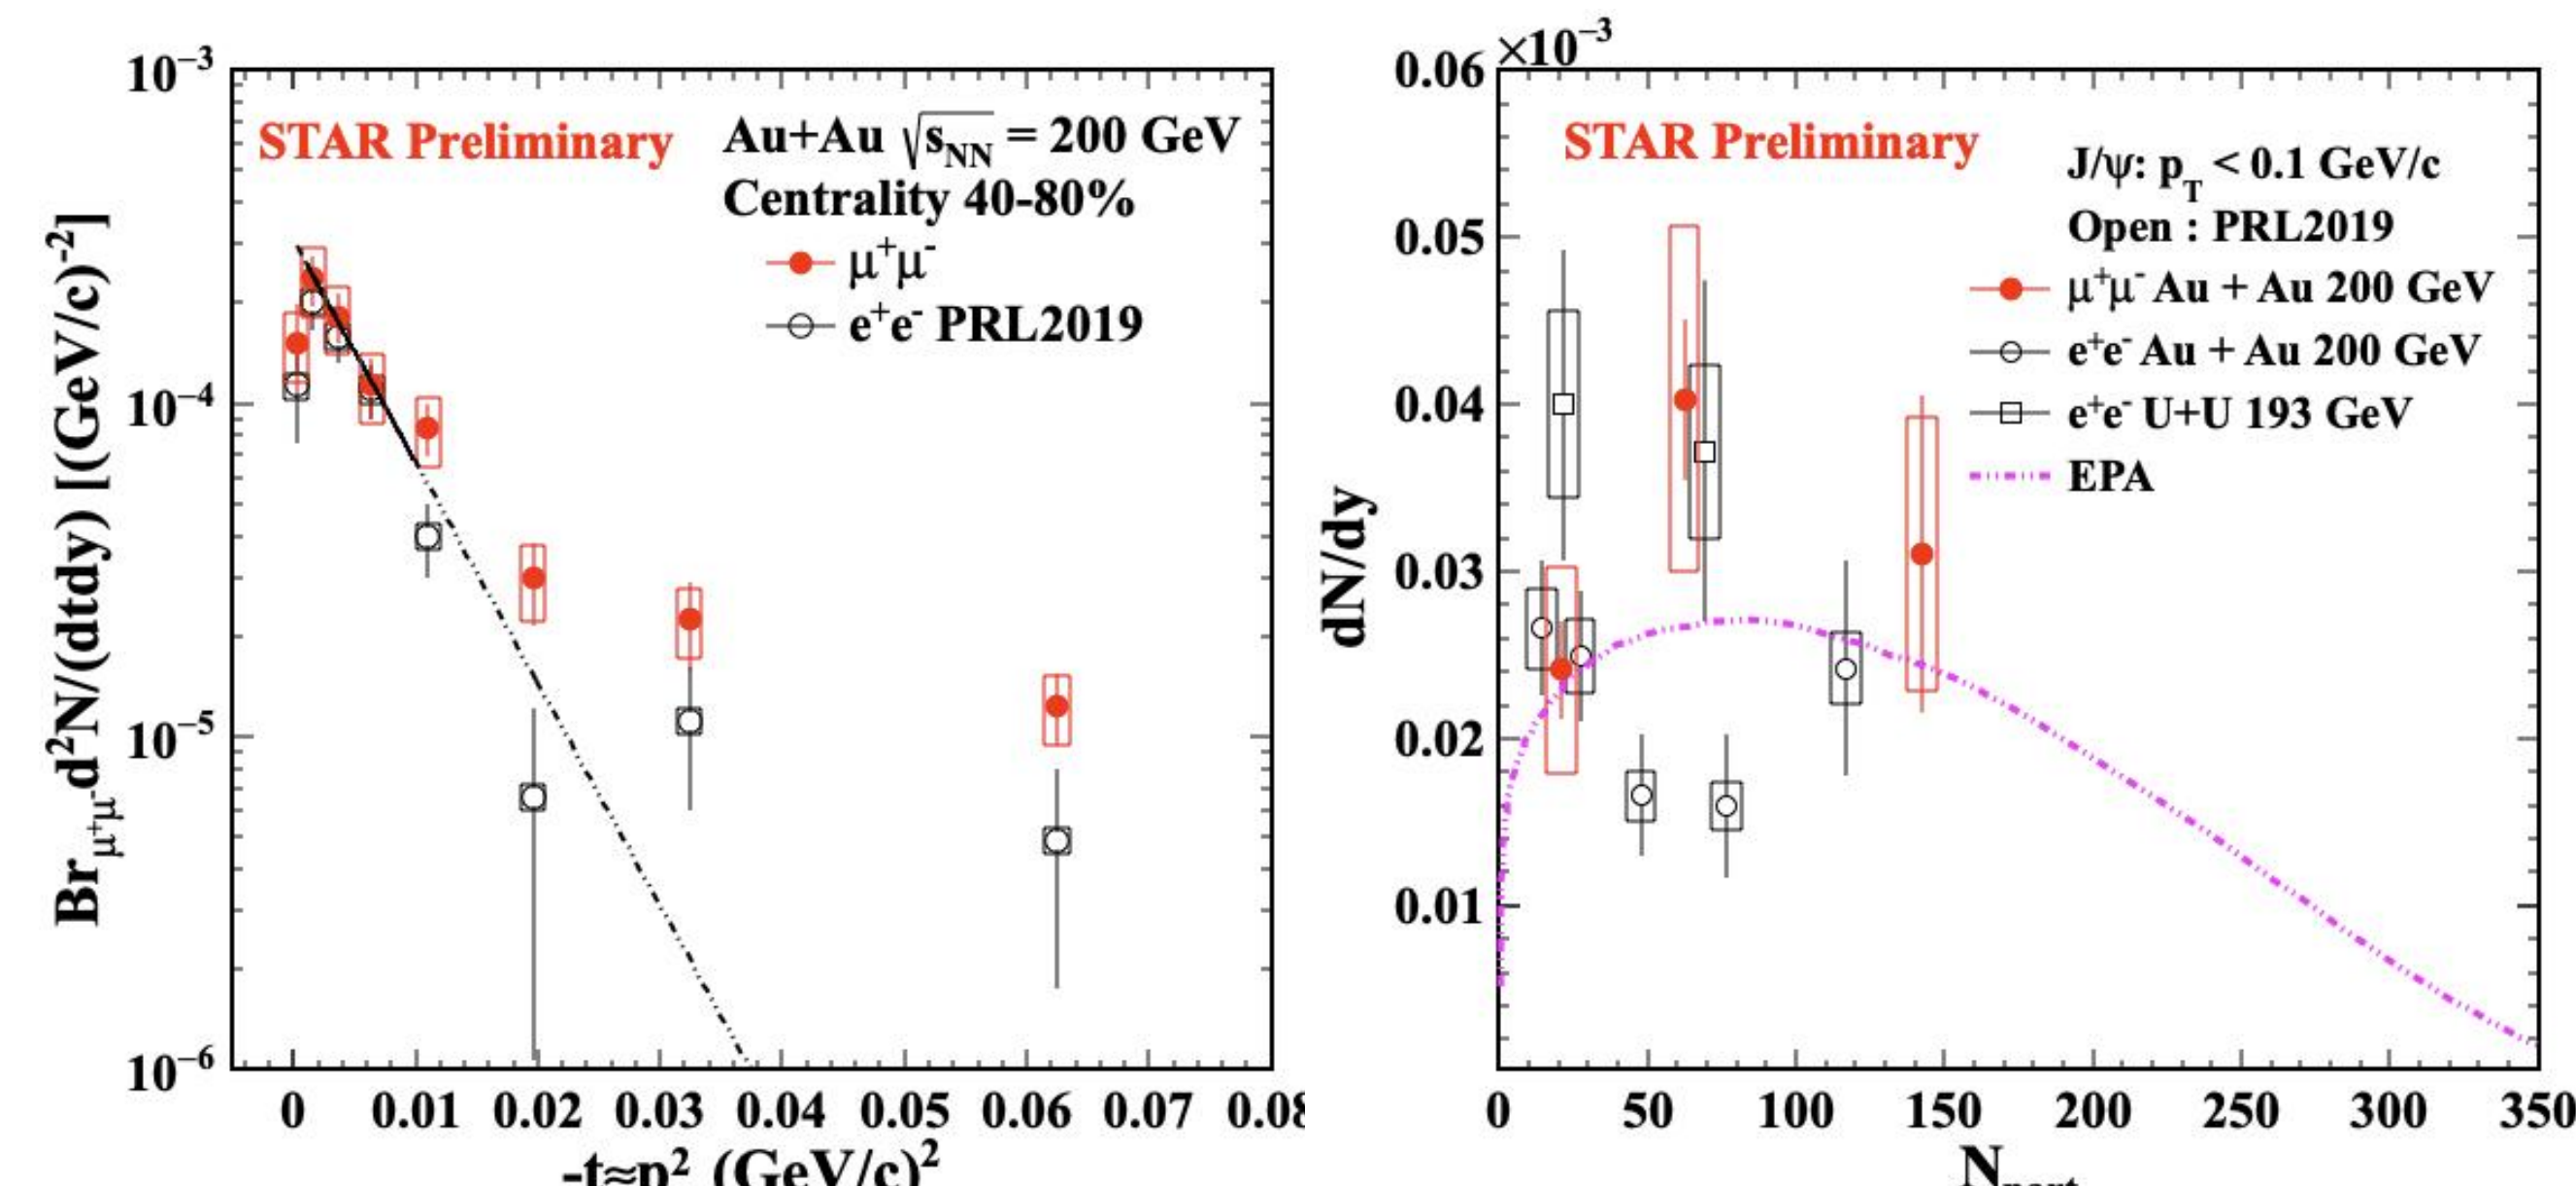 10⁻³
10⁻⁴
10⁻⁵
10⁻⁶
Br_μ⁺μ⁻ d²N/(dtdy) [(GeV/c)⁻²]
STAR Preliminary
Au+Au √s_NN = 200 GeV
Centrality 40-80%
μ⁺μ⁻
e⁺e⁻ PRL2019
0 0.01 0.02 0.03 0.04 0.05 0.06 0.07 0.08
-t≈p² (GeV/c)²
×10⁻³
0.06
0.05
0.04
0.03
0.02
0.01
dN/dy
STAR Preliminary
J/ψ: p_T < 0.1 GeV/c
Open : PRL2019
μ⁺μ⁻ Au + Au 200 GeV
e⁺e⁻ Au + Au 200 GeV
e⁺e⁻ U+U 193 GeV
EPA
0 50 100 150 200 250 300 350
N_part